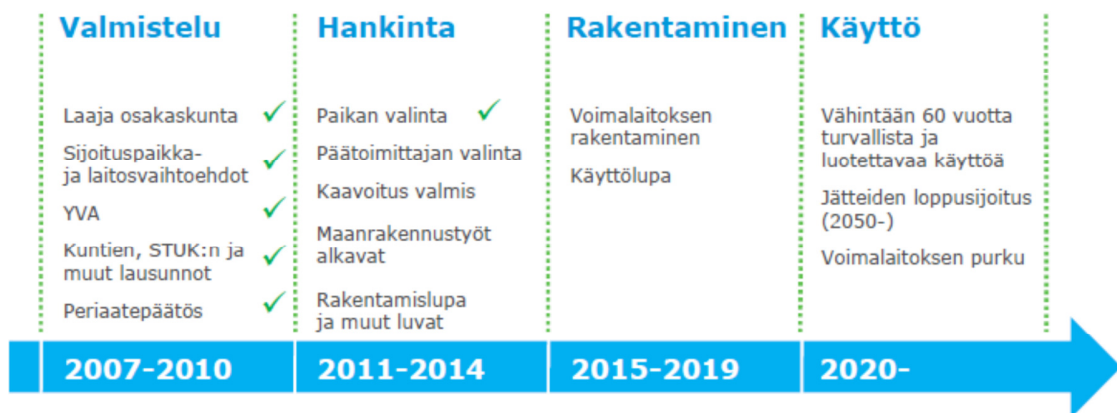 Valmistelu
Laaja osakaskunta ✓
Sijoituspaikka-
ja laitosvaihtoehdot ✓
YVA ✓
Kuntien, STUK:n ja
muut lausunnot ✓
Periaatepäätös ✓
2007-2010
Hankinta
Paikan valinta ✓
Päätoimittajan valinta
Kaavoitus valmis
Maanrakennustyöt
alkavat
Rakentamislupa
ja muut luvat
2011-2014
Rakentaminen
Voimalaitoksen
rakentaminen
Käyttölupa
2015-2019
Käyttö
Vähintään 60 vuotta
turvallista ja
luotettavaa käyttöä
Jätteiden loppusijoitus
(2050-)
Voimalaitoksen purku
2020-